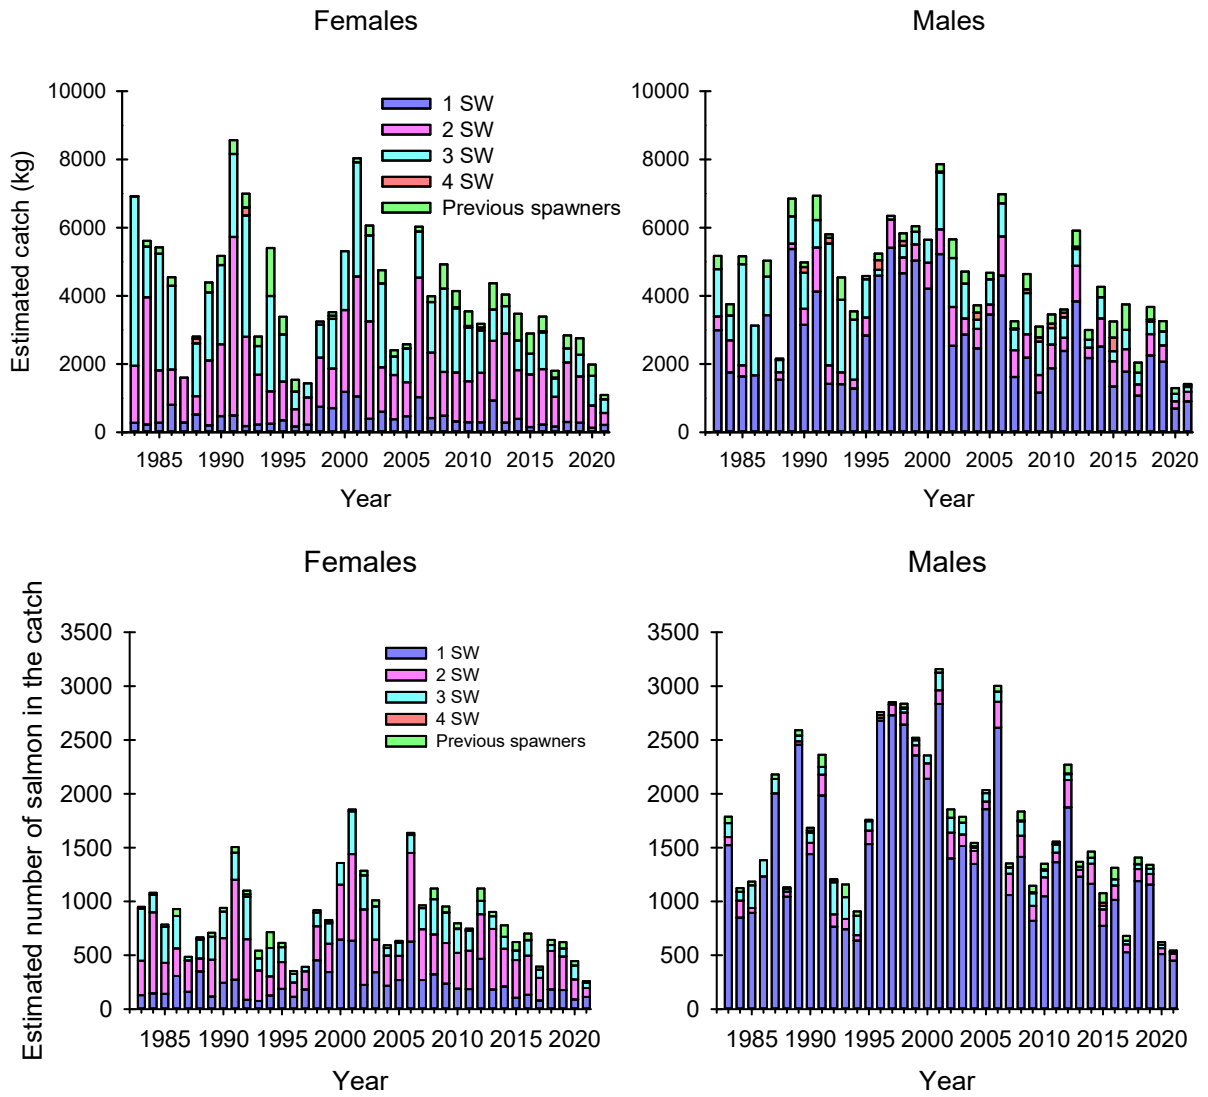 Females
Males
Estimated catch (kg)
10000
8000
6000
4000
2000
0
1 SW
2 SW
3 SW
4 SW
Previous spawners
1985 1990 1995 2000 2005 2010 2015 2020
Year
10000
8000
6000
4000
2000
0
1985 1990 1995 2000 2005 2010 2015 2020
Year
Females
Males
Estimated number of salmon in the catch
3500
3000
2500
2000
1500
1000
500
0
1 SW
2 SW
3 SW
4 SW
Previous spawners
1985 1990 1995 2000 2005 2010 2015 2020
Year
3500
3000
2500
2000
1500
1000
500
0
1985 1990 1995 2000 2005 2010 2015 2020
Year